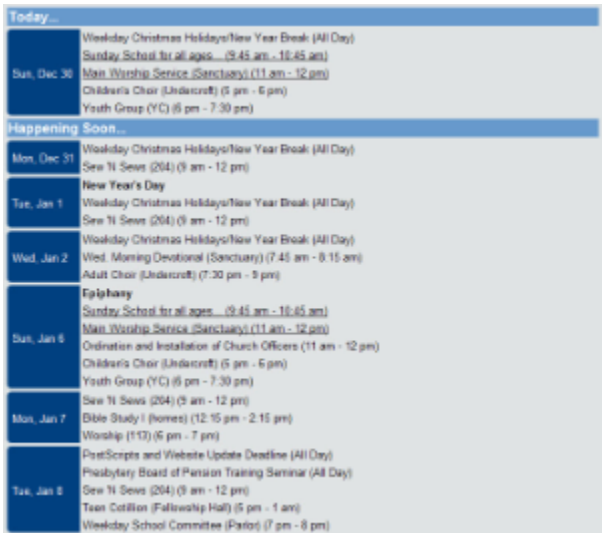 Today...
Sun, Dec 30
Weekday Christmas Holidays/New Year Break (All Day)
Sunday School for all ages... (9:45 am - 10:45 am)
Main Worship Service (Sanctuary) (11 am - 12 pm)
Children's Choir (Undercroft) (5 pm - 6 pm)
Youth Group (YC) (6 pm - 7:30 pm)
Happening Soon...
Mon, Dec 31
Weekday Christmas Holidays/New Year Break (All Day)
Sew 'N Sews (204) (9 am - 12 pm)
Tue, Jan 1
New Year's Day
Weekday Christmas Holidays/New Year Break (All Day)
Sew 'N Sews (204) (9 am - 12 pm)
Wed, Jan 2
Weekday Christmas Holidays/New Year Break (All Day)
Wed. Morning Devotional (Sanctuary) (7:45 am - 8:15 am)
Adult Choir (Undercroft) (7:30 pm - 9 pm)
Sun, Jan 6
Epiphany
Sunday School for all ages... (9:45 am - 10:45 am)
Main Worship Service (Sanctuary) (11 am - 12 pm)
Ordination and Installation of Church Officers (11 am - 12 pm)
Children's Choir (Undercroft) (5 pm - 6 pm)
Youth Group (YC) (6 pm - 7:30 pm)
Mon, Jan 7
Sew 'N Sews (204) (9 am - 12 pm)
Bible Study I (homes) (12:15 pm - 2:15 pm)
Worship (113) (6 pm - 7 pm)
Tue, Jan 8
PostScripts and Website Update Deadline (All Day)
Presbytery Board of Pension Training Seminar (All Day)
Sew 'N Sews (204) (9 am - 12 pm)
Teen Cotillion (Fellowship Hall) (5 pm - 1 am)
Weekday School Committee (Parlor) (7 pm - 8 pm)